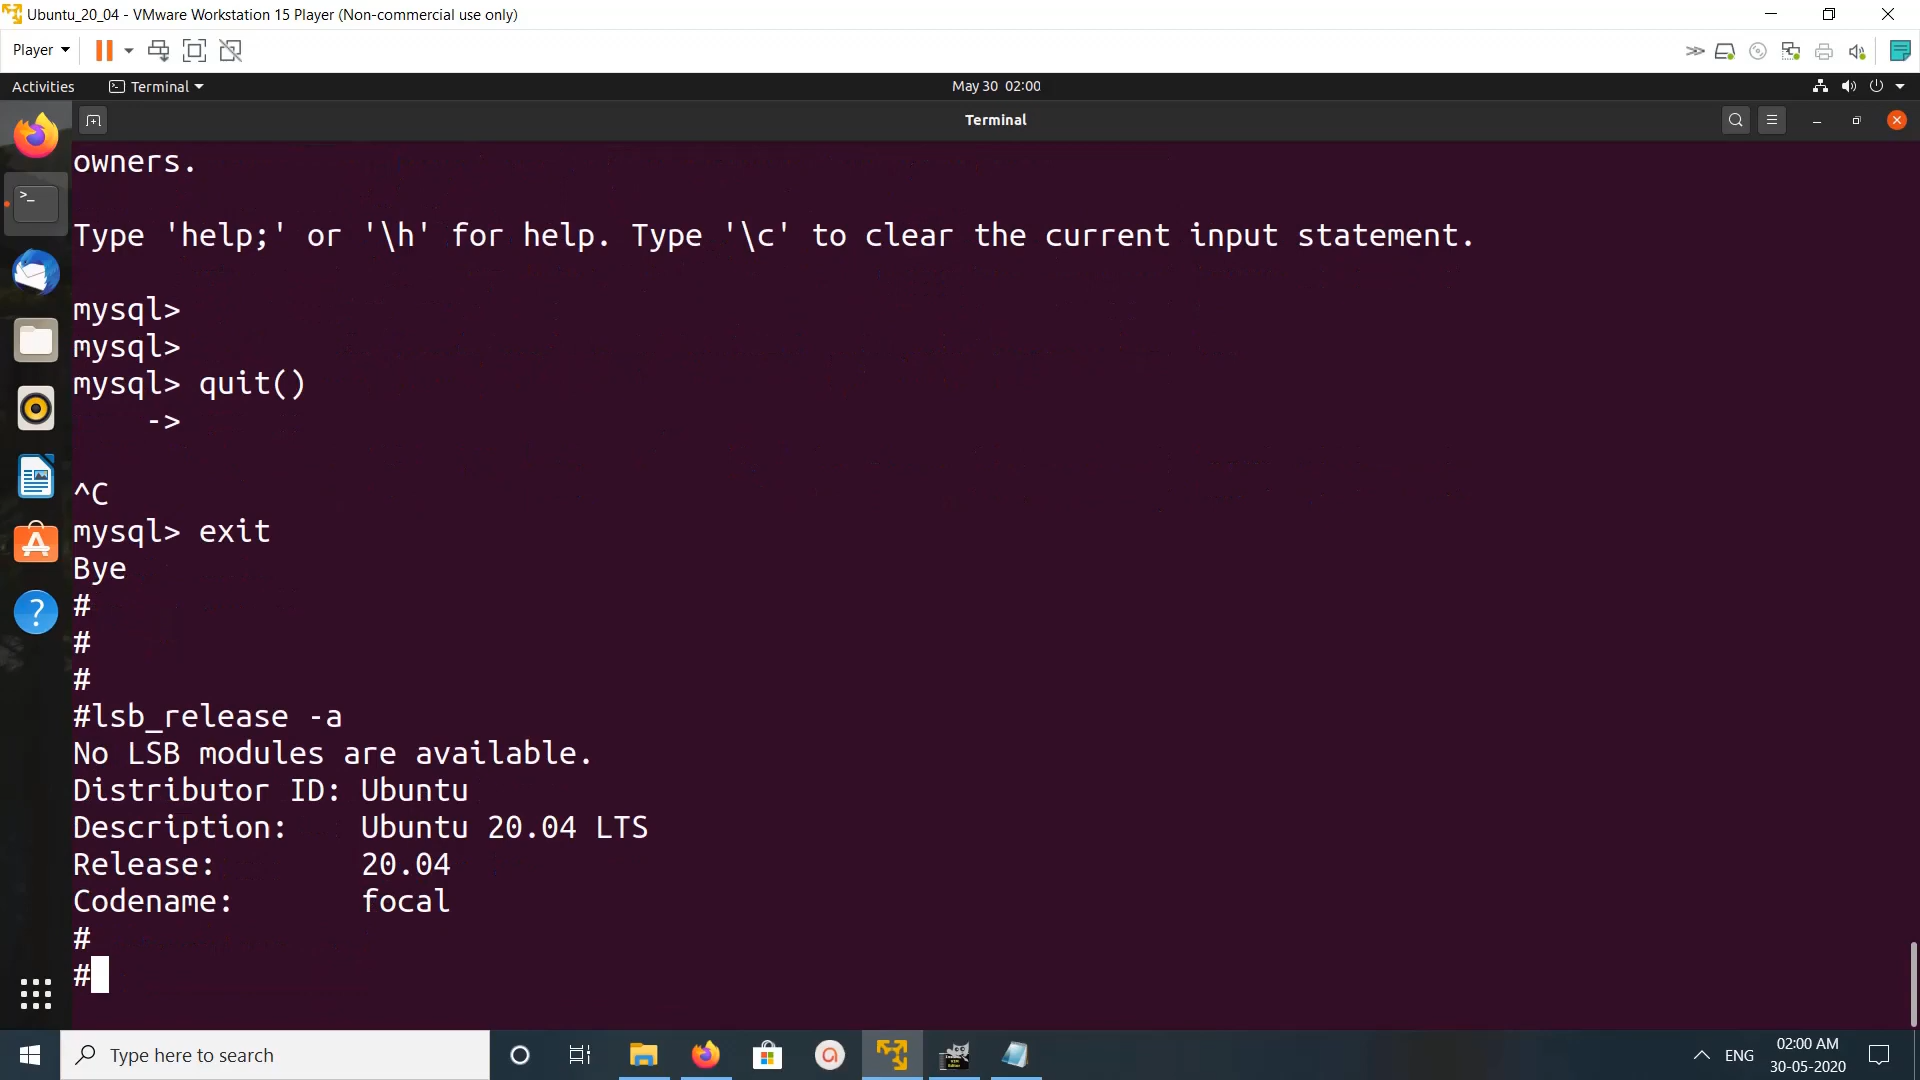 Ubuntu_20_04 - VMware Workstation 15 Player (Non-commercial use only)
Player
Activities
Terminal
May 30 02:00
Terminal
owners.
Type 'help;' or '\h' for help. Type '\c' to clear the current input statement.
mysql>
mysql>
mysql> quit()
->
^C
mysql> exit
Bye
#
#
#
#lsb_release -a
No LSB modules are available.
Distributor ID: Ubuntu
Description: Ubuntu 20.04 LTS
Release: 20.04
Codename: focal
#
#
Type here to search
ENG
02:00 AM
30-05-2020